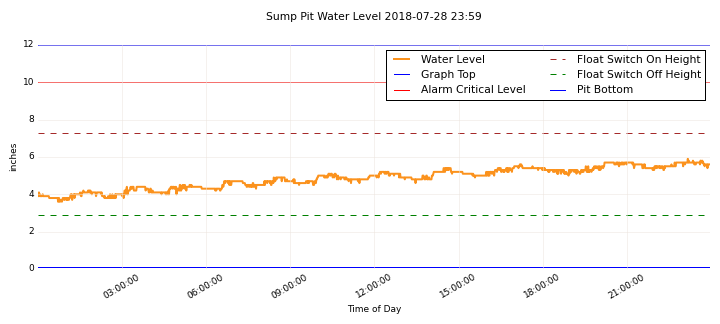 Sump Pit Water Level 2018-07-28 23:59
12
10
8
6
4
2
0
inches
Water Level
Graph Top
Alarm Critical Level
Float Switch On Height
Float Switch Off Height
Pit Bottom
03:00:00
06:00:00
09:00:00
12:00:00
15:00:00
18:00:00
21:00:00
Time of Day